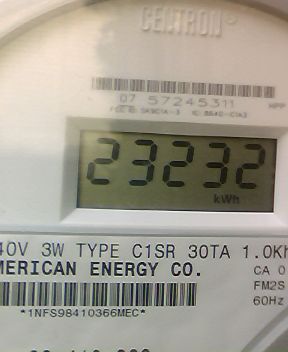 CENTRON
07 57245311
23232
kWh
40V 3W TYPE C1SR 30TA 1.0Kh
MERICAN ENERGY CO.
CA 0
FM2S
60Hz
*1NFS98410366MEC*